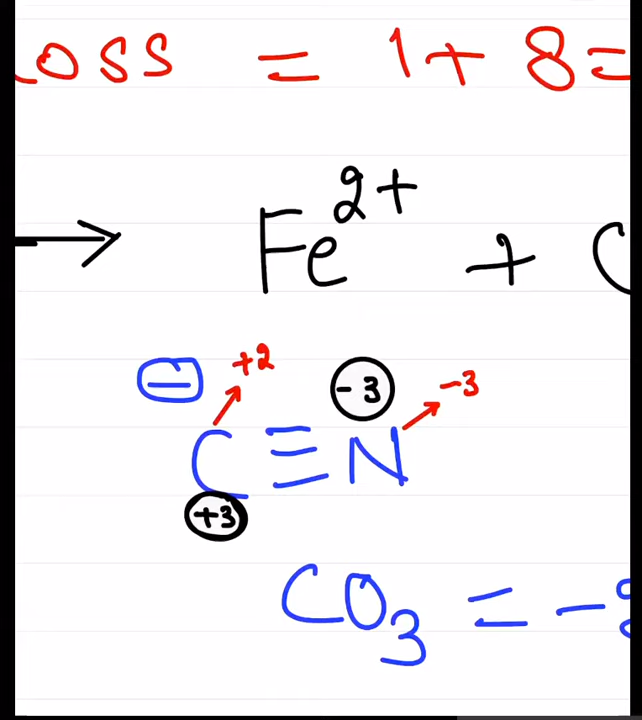 oss = 1 + 8 =
→ Fe²⁺ +
− +2 −3 −3
C ≡ N
+3
CO₃ = −